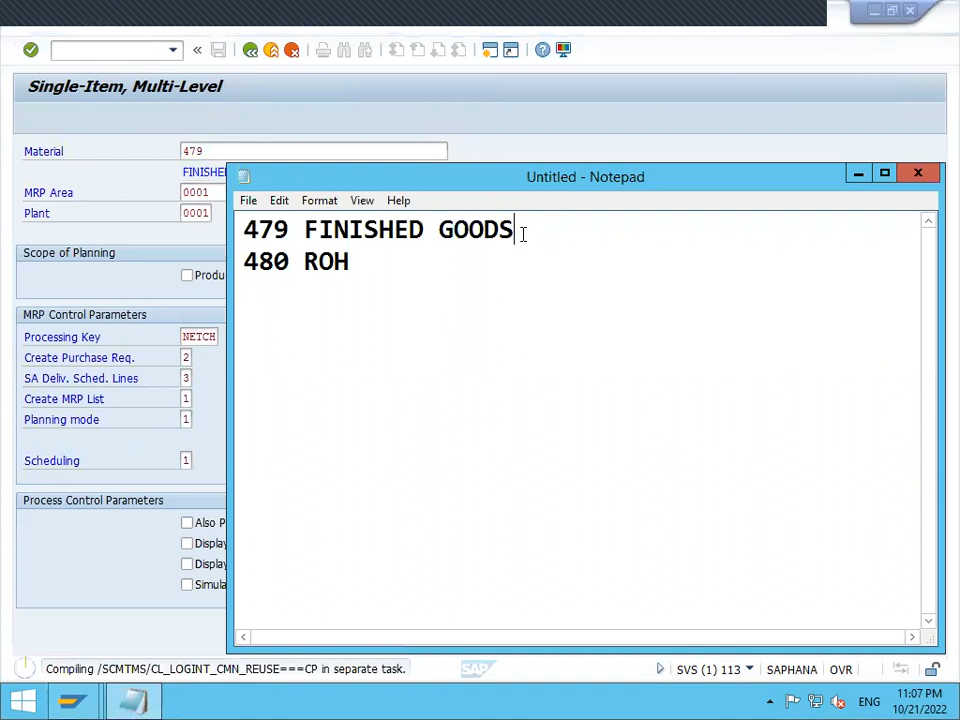 Single-Item, Multi-Level
Material 479
FINISHED
MRP Area 0001
Plant 0001
Scope of Planning
Produ
MRP Control Parameters
Processing Key NETCH
Create Purchase Req. 2
SA Deliv. Sched. Lines 3
Create MRP List 1
Planning mode 1
Scheduling 1
Process Control Parameters
Also P
Display
Display
Simula
Untitled - Notepad
File Edit Format View Help
479 FINISHED GOODS
480 ROH
Compiling /SCMTMS/CL_LOGINT_CMN_REUSE===CP in separate task.
SAP
SVS (1) 113 SAPHANA OVR
ENG
11:07 PM
10/21/2022